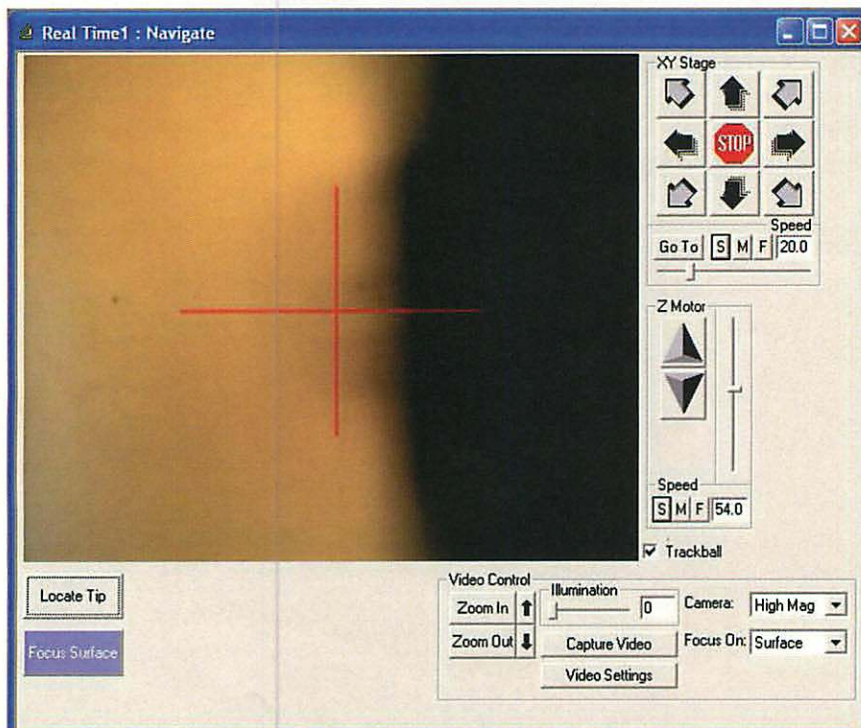 Real Time1 : Navigate
XY Stage
STOP
Speed
Go To S M F 20.0
Z Motor
Speed
S M F 54.0
Trackball
Locate Tip
Focus Surface
Video Control
Zoom In
Zoom Out
Illumination
0
Capture Video
Video Settings
Camera: High Mag
Focus On: Surface